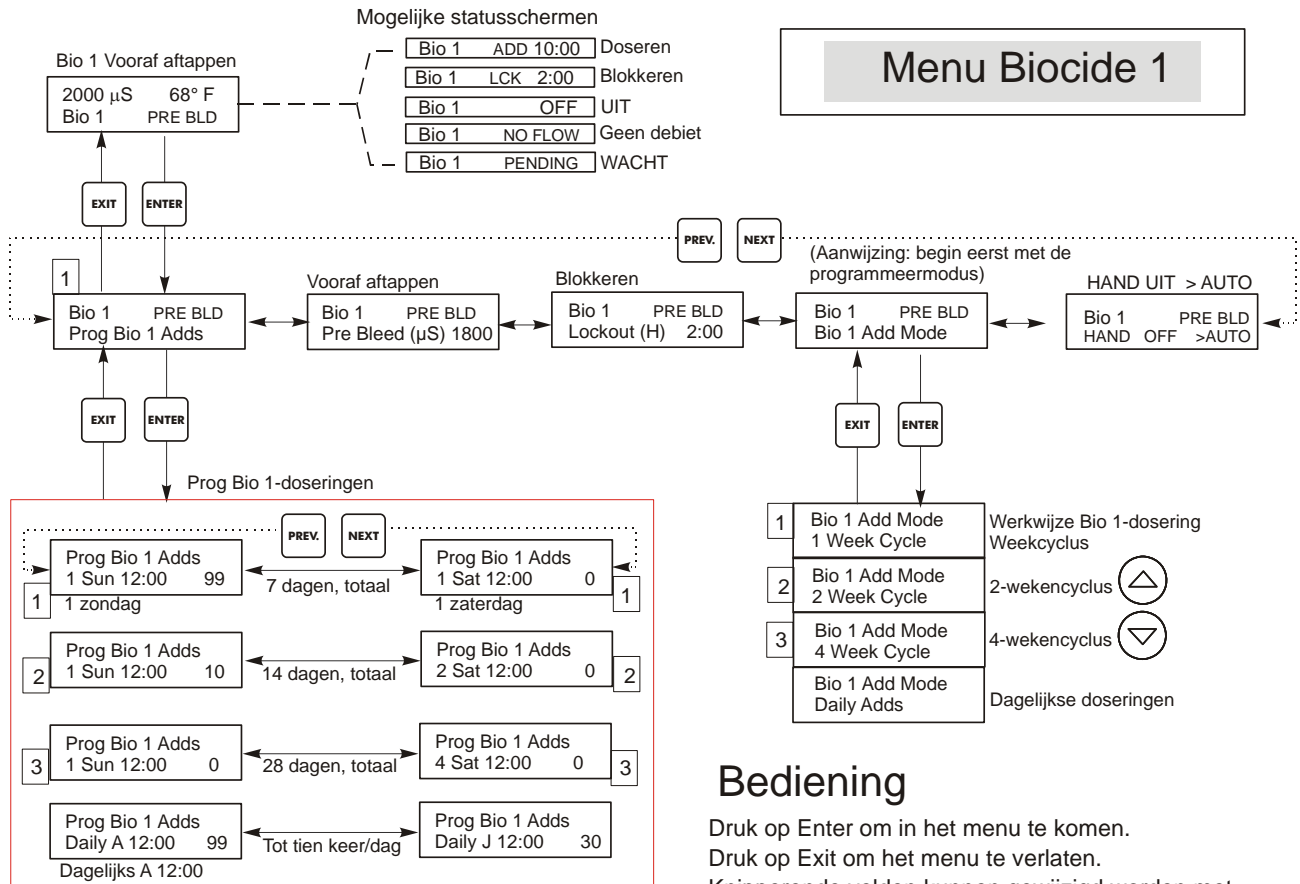 Mogelijke statusschermen
Menu Biocide 1
Bio 1 Vooraf aftappen
2000 µS 68° F
Bio 1 PRE BLD
Bio 1 ADD 10:00 Doseren
Bio 1 LCK 2:00 Blokkeren
Bio 1 OFF UIT
Bio 1 NO FLOW Geen debiet
Bio 1 PENDING WACHT
EXIT ENTER
PREV. NEXT
1
Bio 1 PRE BLD
Prog Bio 1 Adds
Vooraf aftappen
Bio 1 PRE BLD
Pre Bleed (µS) 1800
Blokkeren
Bio 1 PRE BLD
Lockout (H) 2:00
(Aanwijzing: begin eerst met de
programmeermodus)
Bio 1 PRE BLD
Bio 1 Add Mode
HAND UIT > AUTO
Bio 1 PRE BLD
HAND OFF >AUTO
EXIT ENTER
EXIT ENTER
Prog Bio 1-doseringen
PREV. NEXT
Prog Bio 1 Adds
1 Sun 12:00 99
1
1 zondag
7 dagen, totaal
Prog Bio 1 Adds
1 Sat 12:00 0
1
1 zaterdag
Prog Bio 1 Adds
1 Sun 12:00 10
2
14 dagen, totaal
Prog Bio 1 Adds
2 Sat 12:00 0
2
Prog Bio 1 Adds
1 Sun 12:00 0
3
28 dagen, totaal
Prog Bio 1 Adds
4 Sat 12:00 0
3
Prog Bio 1 Adds
Daily A 12:00 99
Tot tien keer/dag
Prog Bio 1 Adds
Daily J 12:00 30
Dagelijks A 12:00
1
Bio 1 Add Mode
1 Week Cycle
Werkwijze Bio 1-dosering
Weekcyclus
2
Bio 1 Add Mode
2 Week Cycle
2-wekencyclus
3
Bio 1 Add Mode
4 Week Cycle
4-wekencyclus
Bio 1 Add Mode
Daily Adds
Dagelijkse doseringen
Bediening
Druk op Enter om in het menu te komen.
Druk op Exit om het menu te verlaten.